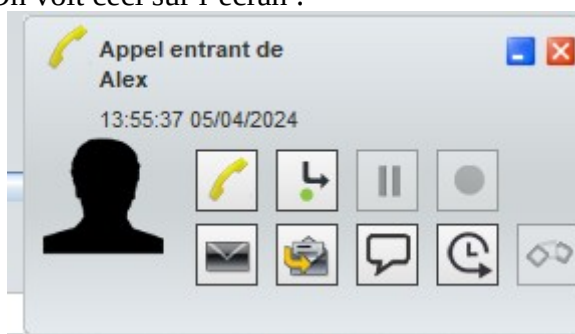 On voit ceci sur l'écran :
Appel entrant de
Alex
13:55:37 05/04/2024